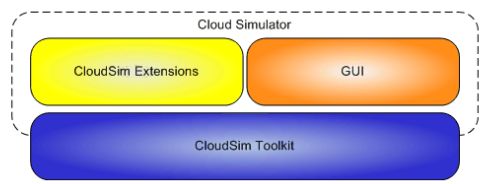 Cloud Simulator
CloudSim Extensions
GUI
CloudSim Toolkit